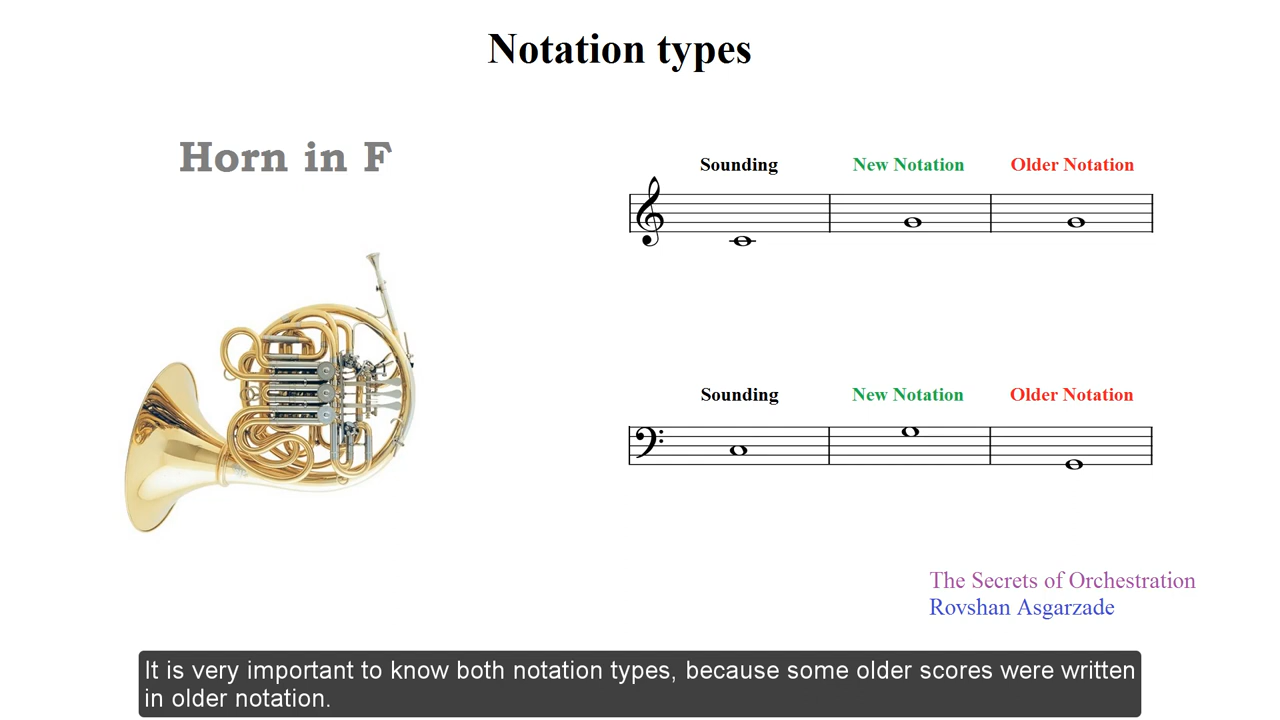 Notation types
Horn in F
Sounding
New Notation
Older Notation
Sounding
New Notation
Older Notation
The Secrets of Orchestration
Rovshan Asgarzade
It is very important to know both notation types, because some older scores were written
in older notation.